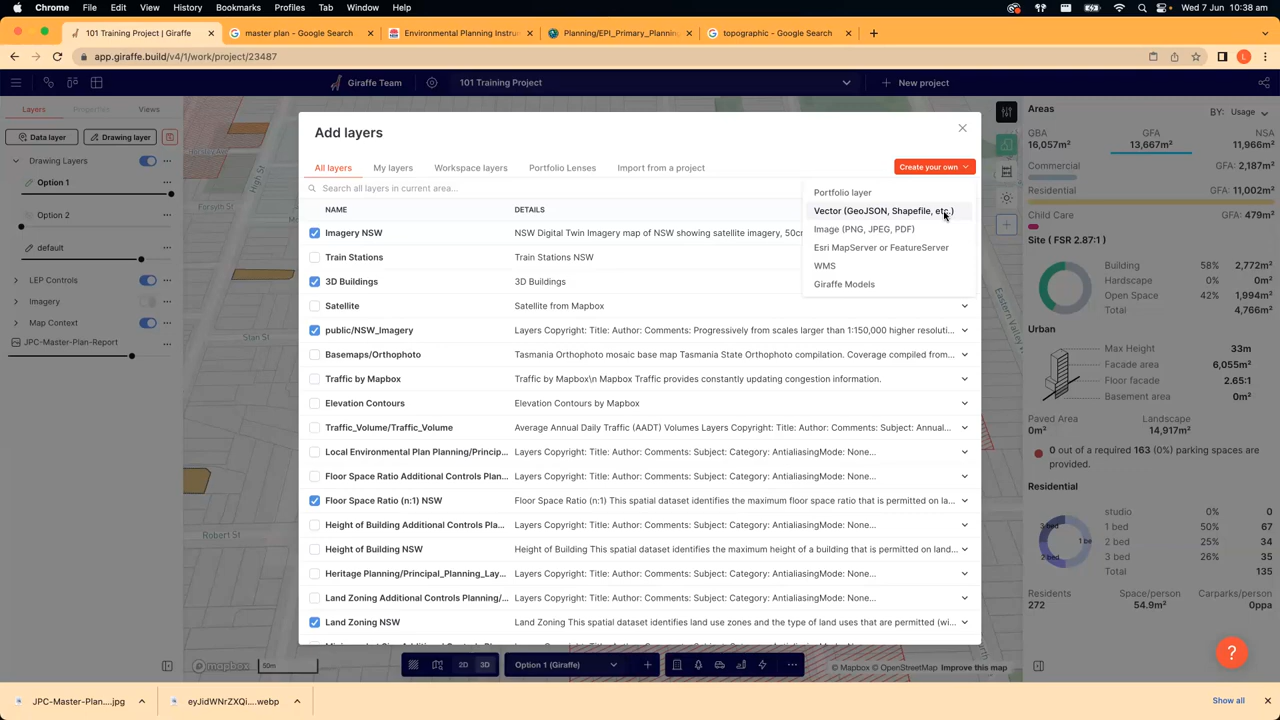 Chrome File Edit View History Bookmarks Profiles Tab Window Help
Wed 7 Jun 10:38 am
101 Training Project | Giraffe
master plan - Google Search
Environmental Planning Instru
Planning/EPI_Primary_Planning
topographic - Google Search
app.giraffe.build/v4/1/work/project/23487
L
Giraffe Team
101 Training Project
New project
Layers Properties Views
Data layer
Drawing layer
Drawing Layers
Option 1
Option 2
default
LEP Controls
Imagery
Map Context
JPC-Master-Plan-Report
Forsyth St
Stan St
Robert St
Eastern Valley
Add layers
All layers My layers Workspace layers Portfolio Lenses Import from a project
Create your own
Search all layers in current area...
Portfolio layer
Vector (GeoJSON, Shapefile, etc.)
Image (PNG, JPEG, PDF)
Esri MapServer or FeatureServer
WMS
Giraffe Models
NAME DETAILS
Imagery NSW NSW Digital Twin Imagery map of NSW showing satellite imagery, 50c
Train Stations Train Stations NSW
3D Buildings 3D Buildings
Satellite Satellite from Mapbox
public/NSW_Imagery Layers Copyright: Title: Author: Comments: Progressively from scales larger than 1:150,000 higher resoluti...
Basemaps/Orthophoto Tasmania Orthophoto mosaic base map Tasmania State Orthophoto compilation. Coverage compiled from...
Traffic by Mapbox Traffic by Mapbox\n Mapbox Traffic provides constantly updating congestion information.
Elevation Contours Elevation Contours by Mapbox
Traffic_Volume/Traffic_Volume Average Annual Daily Traffic (AADT) Volumes Layers Copyright: Title: Author: Comments: Subject: Annual...
Local Environmental Plan Planning/Princip... Layers Copyright: Title: Author: Comments: Subject: Category: AntialiasingMode: None...
Floor Space Ratio Additional Controls Plan... Layers Copyright: Title: Author: Comments: Subject: Category: AntialiasingMode: None...
Floor Space Ratio (n:1) NSW Floor Space Ratio (n:1) This spatial dataset identifies the maximum floor space ratio that is permitted on la...
Height of Building Additional Controls Pla... Layers Copyright: Title: Author: Comments: Subject: Category: AntialiasingMode: None...
Height of Building NSW Height of Building This spatial dataset identifies the maximum height of a building that is permitted on land...
Heritage Planning/Principal_Planning_Lay... Layers Copyright: Title: Author: Comments: Subject: Category: AntialiasingMode: None...
Land Zoning Additional Controls Planning/... Layers Copyright: Title: Author: Comments: Subject: Category: AntialiasingMode: None...
Land Zoning NSW Land Zoning This spatial dataset identifies land use zones and the type of land uses that are permitted (wi...
Areas
BY: Usage
GBA GFA NSA
16,057m² 13,667m² 11,966m²
Commercial GFA: 2,187m²
Residential GFA: 11,002m²
Child Care GFA: 479m²
Site ( FSR 2.87:1 )
Building 58% 2,772m²
Hardscape 0% 0m²
Open Space 42% 1,994m²
Total 4,766m²
Urban
Max Height 33m
Facade area 6,055m²
Floor facade 2.65:1
Basement area 0m²
Paved Area Landscape
0m² 14,917m²
0 out of a required 163 (0%) parking spaces are
provided.
Residential
studio 0% 0
1 bed 50% 67
2 bed 26% 34
3 bed 26% 35
Total 135
3 bed
1 be
2 bed
Residents Space/person Carparks/person
272 54.9m² 0ppa
mapbox
50m
2D 3D
Option 1 (Giraffe)
© Mapbox © OpenStreetMap Improve this map
?
JPC-Master-Plan....jpg
eyJidWNrZXQi....webp
Show all